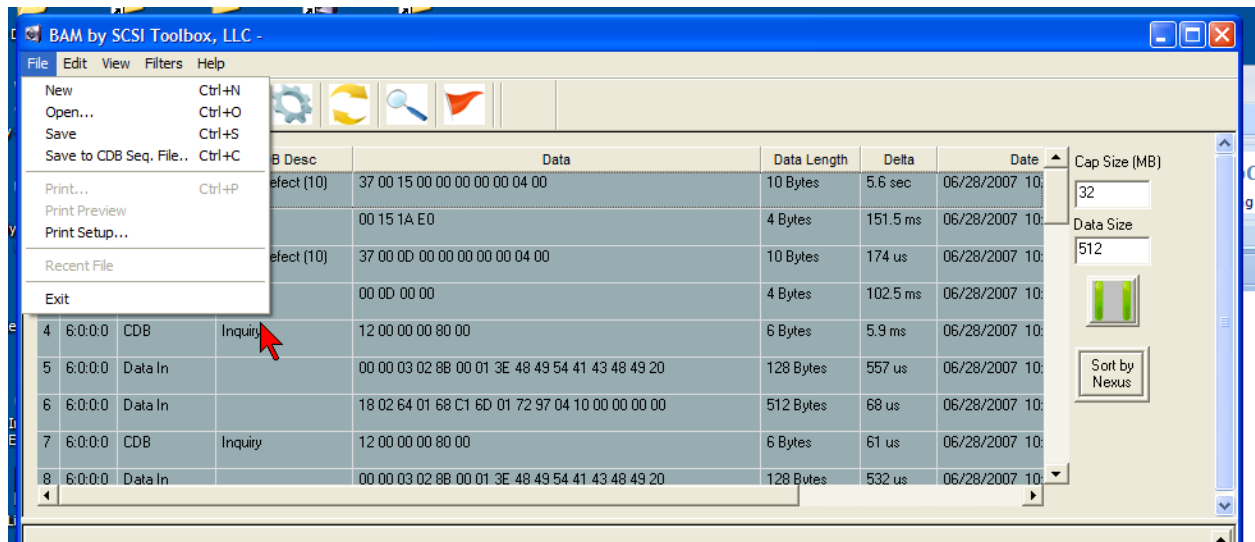 BAM by SCSI Toolbox, LLC -
File Edit View Filters Help
New Ctrl+N
Open... Ctrl+O
Save Ctrl+S
Save to CDB Seq. File.. Ctrl+C
Print... Ctrl+P
Print Preview
Print Setup...
Recent File
Exit
B Desc Data Data Length Delta Date
efect (10) 37 00 15 00 00 00 00 00 04 00 10 Bytes 5.6 sec 06/28/2007 10:
00 15 1A E0 4 Bytes 151.5 ms 06/28/2007 10:
efect (10) 37 00 0D 00 00 00 00 00 04 00 10 Bytes 174 us 06/28/2007 10:
00 0D 00 00 4 Bytes 102.5 ms 06/28/2007 10:
4 6:0:0:0 CDB Inquiry 12 00 00 00 80 00 6 Bytes 5.9 ms 06/28/2007 10:
5 6:0:0:0 Data In 00 00 03 02 8B 00 01 3E 48 49 54 41 43 48 49 20 128 Bytes 557 us 06/28/2007 10:
6 6:0:0:0 Data In 18 02 64 01 68 C1 6D 01 72 97 04 10 00 00 00 00 512 Bytes 68 us 06/28/2007 10:
7 6:0:0:0 CDB Inquiry 12 00 00 00 80 00 6 Bytes 61 us 06/28/2007 10:
8 6:0:0:0 Data In 00 00 03 02 8B 00 01 3E 48 49 54 41 43 48 49 20 128 Bytes 532 us 06/28/2007 10:
Cap Size (MB)
32
Data Size
512
Sort by
Nexus